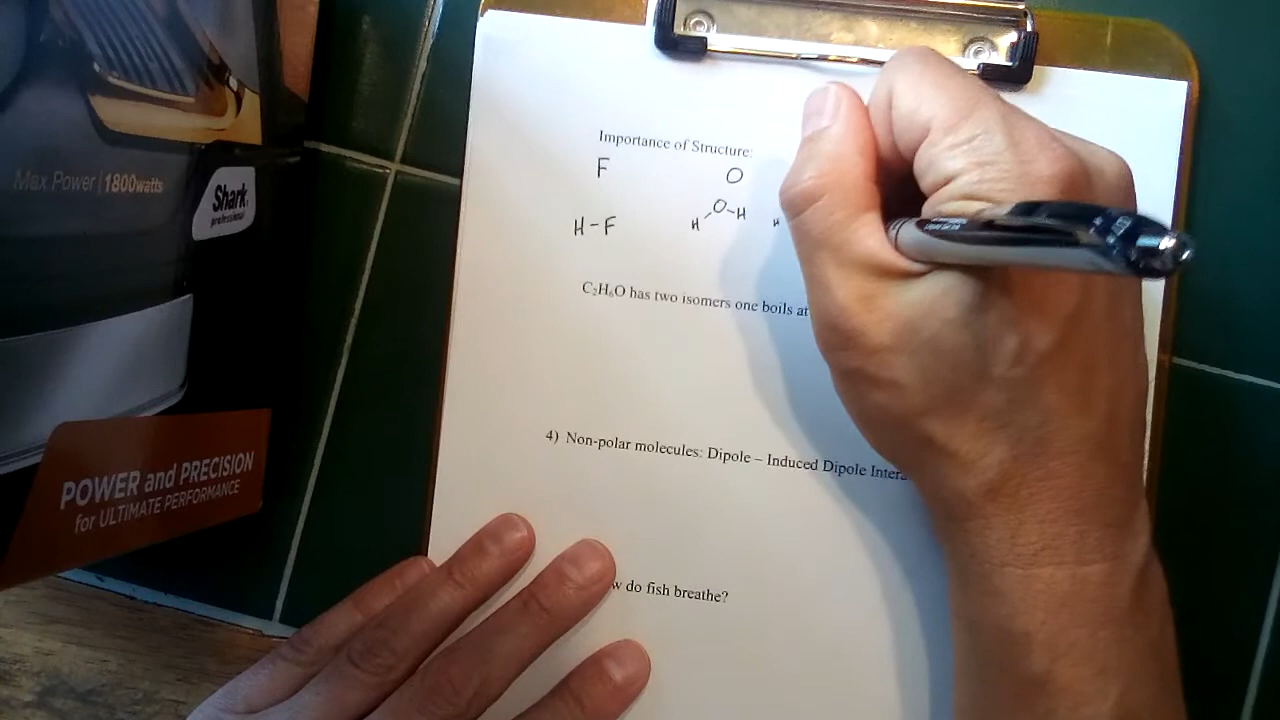 Max Power | 1800watts
Shark
professional
POWER and PRECISION
for ULTIMATE PERFORMANCE
Importance of Structure:
F O
O
H H H
H-F
C₂H₆O has two isomers one boils at
4) Non-polar molecules: Dipole – Induced Dipole
do fish breathe?